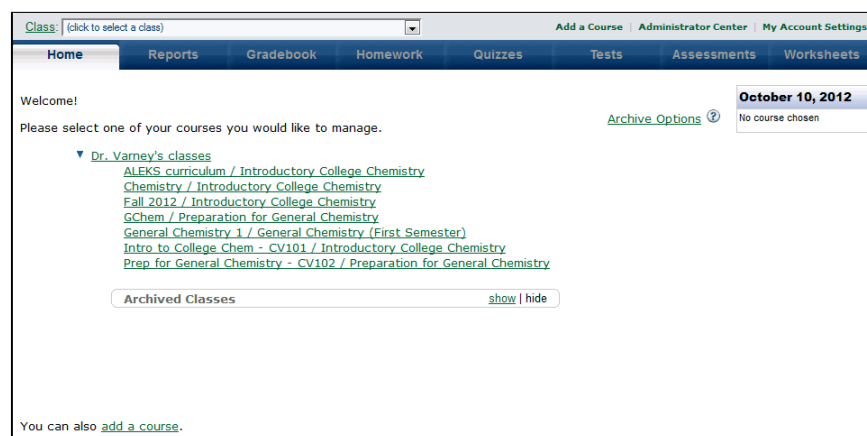 Class: (click to select a class) Add a Course | Administrator Center | My Account Settings
Home Reports Gradebook Homework Quizzes Tests Assessments Worksheets
Welcome!
October 10, 2012
Archive Options ?
No course chosen
Please select one of your courses you would like to manage.
Dr. Varney's classes
ALEKS curriculum / Introductory College Chemistry
Chemistry / Introductory College Chemistry
Fall 2012 / Introductory College Chemistry
GChem / Preparation for General Chemistry
General Chemistry 1 / General Chemistry (First Semester)
Intro to College Chem - CV101 / Introductory College Chemistry
Prep for General Chemistry - CV102 / Preparation for General Chemistry
Archived Classes show | hide
You can also add a course.